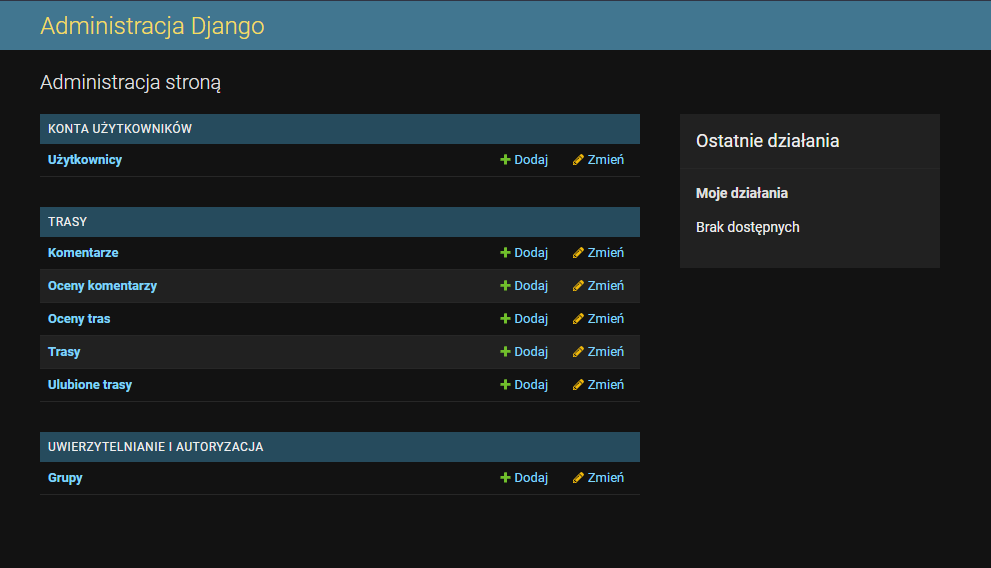 Administracja Django
Administracja stroną
KONTA UŻYTKOWNIKÓW
Użytkownicy Dodaj Zmień
TRASY
Komentarze Dodaj Zmień
Oceny komentarzy Dodaj Zmień
Oceny tras Dodaj Zmień
Trasy Dodaj Zmień
Ulubione trasy Dodaj Zmień
UWIERZYTELNIANIE I AUTORYZACJA
Grupy Dodaj Zmień
Ostatnie działania
Moje działania
Brak dostępnych